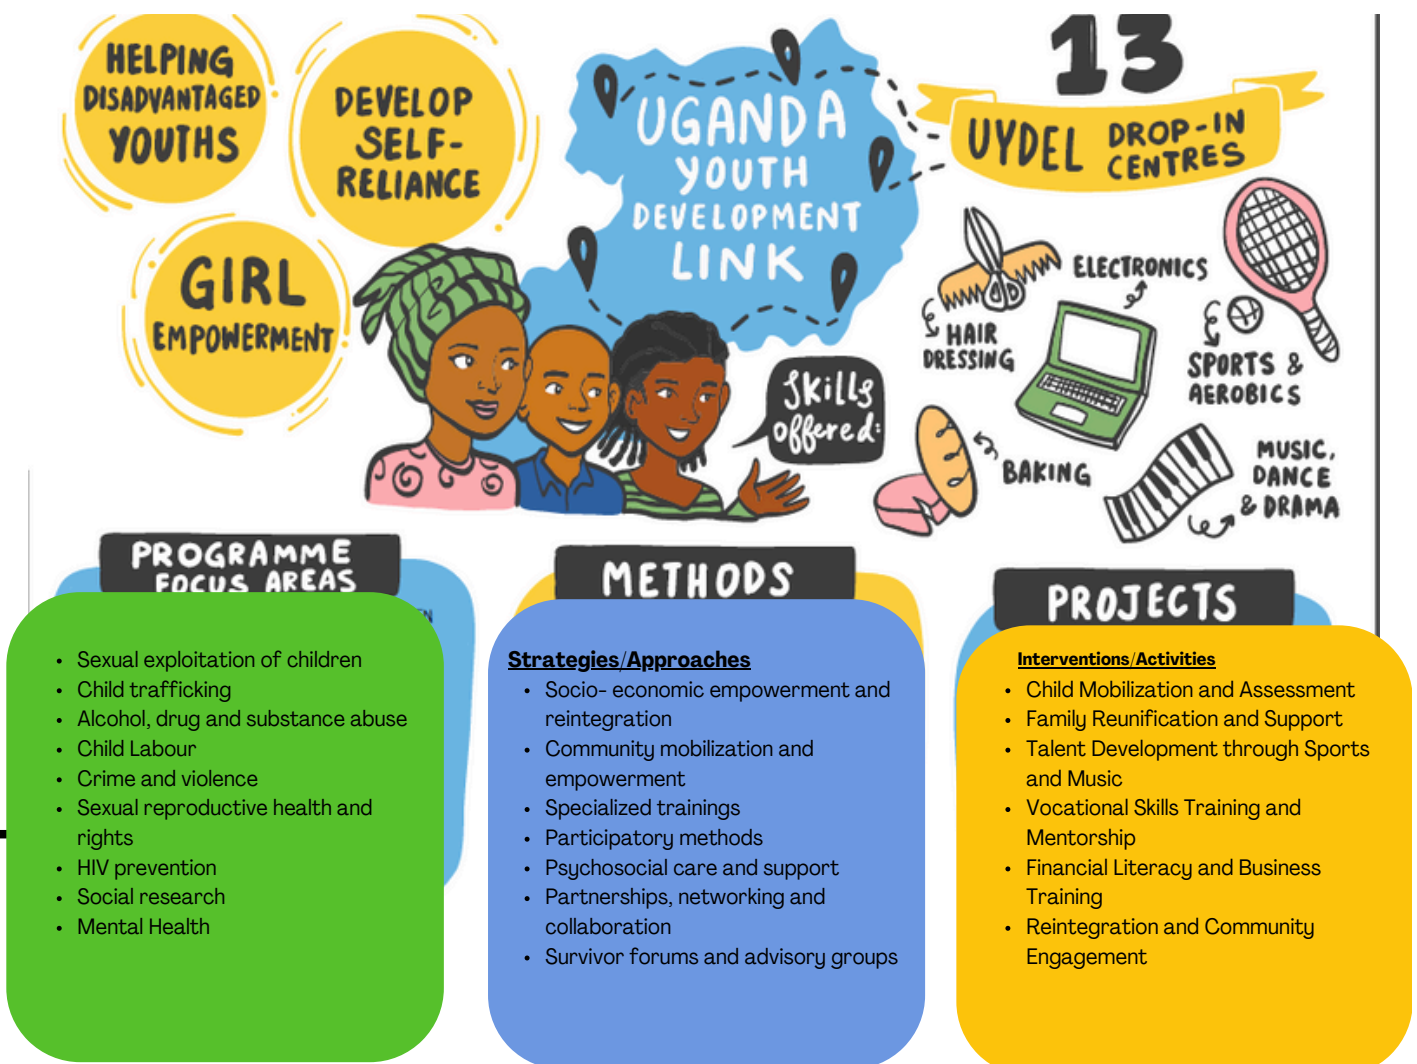 HELPING
DISADVANTAGED
YOUTHS
DEVELOP
SELF-
RELIANCE
GIRL
EMPOWERMENT
UGANDA
YOUTH
DEVELOPMENT
LINK
13
UYDEL DROP-IN
CENTRES
Skills
offered:
HAIR
DRESSING
ELECTRONICS
SPORTS &
AEROBICS
BAKING
MUSIC,
DANCE
& DRAMA
PROGRAMME
FOCUS AREAS
• Sexual exploitation of children
• Child trafficking
• Alcohol, drug and substance abuse
• Child Labour
• Crime and violence
• Sexual reproductive health and
rights
• HIV prevention
• Social research
• Mental Health
METHODS
Strategies/Approaches
• Socio- economic empowerment and
reintegration
• Community mobilization and
empowerment
• Specialized trainings
• Participatory methods
• Psychosocial care and support
• Partnerships, networking and
collaboration
• Survivor forums and advisory groups
PROJECTS
Interventions/Activities
• Child Mobilization and Assessment
• Family Reunification and Support
• Talent Development through Sports
and Music
• Vocational Skills Training and
Mentorship
• Financial Literacy and Business
Training
• Reintegration and Community
Engagement